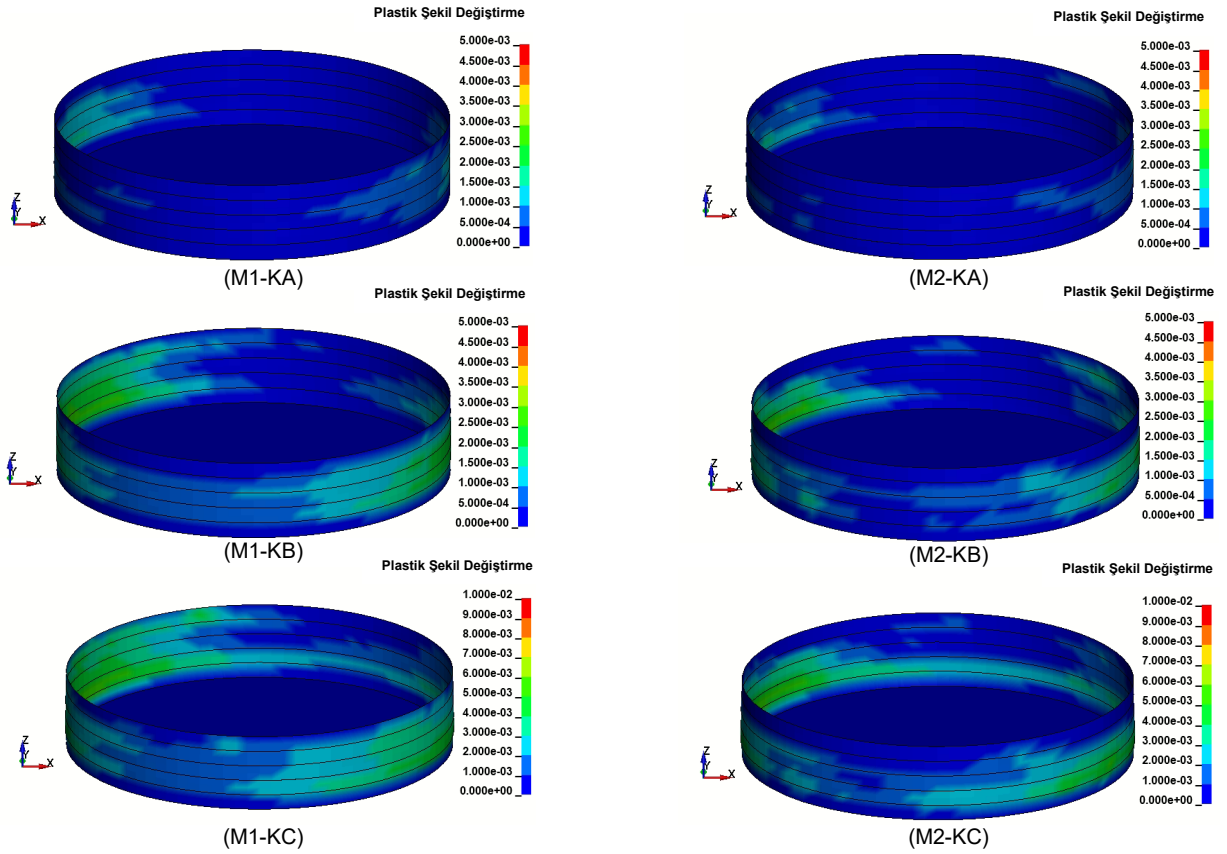 Plastik Şekil Değiştirme
5.000e-03
4.500e-03
4.000e-03
3.500e-03
3.000e-03
2.500e-03
2.000e-03
1.500e-03
1.000e-03
5.000e-04
0.000e+00
Z
Y
X
(M1-KA)
Plastik Şekil Değiştirme
5.000e-03
4.500e-03
4.000e-03
3.500e-03
3.000e-03
2.500e-03
2.000e-03
1.500e-03
1.000e-03
5.000e-04
0.000e+00
Z
Y
X
(M2-KA)
Plastik Şekil Değiştirme
5.000e-03
4.500e-03
4.000e-03
3.500e-03
3.000e-03
2.500e-03
2.000e-03
1.500e-03
1.000e-03
5.000e-04
0.000e+00
Z
Y
X
(M1-KB)
Plastik Şekil Değiştirme
5.000e-03
4.500e-03
4.000e-03
3.500e-03
3.000e-03
2.500e-03
2.000e-03
1.500e-03
1.000e-03
5.000e-04
0.000e+00
Z
Y
X
(M2-KB)
Plastik Şekil Değiştirme
1.000e-02
9.000e-03
8.000e-03
7.000e-03
6.000e-03
5.000e-03
4.000e-03
3.000e-03
2.000e-03
1.000e-03
0.000e+00
Z
Y
X
(M1-KC)
Plastik Şekil Değiştirme
1.000e-02
9.000e-03
8.000e-03
7.000e-03
6.000e-03
5.000e-03
4.000e-03
3.000e-03
2.000e-03
1.000e-03
0.000e+00
Z
Y
X
(M2-KC)